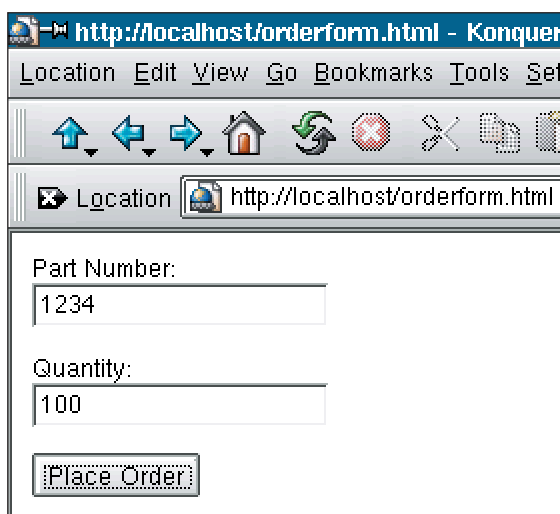 http://localhost/orderform.html - Konquer
Location Edit View Go Bookmarks Tools Set
Location http://localhost/orderform.html
Part Number:
1234
Quantity:
100
Place Order